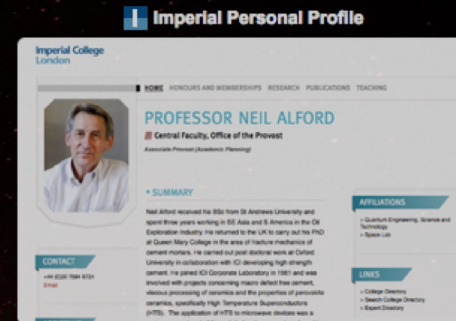 Imperial Personal Profile
Imperial College
London
HOME HONOURS AND MEMBERSHIPS RESEARCH PUBLICATIONS TEACHING
PROFESSOR NEIL ALFORD
Central Faculty, Office of the Provost
Associate Provost (Academic Planning)
• SUMMARY
Neil Alford received his BSc from St Andrews University and
spent three years working in SE Asia and S America in the Oil
Exploration Industry. He returned to the UK to carry out his PhD
at Queen Mary College in the area of fracture mechanics of
cement mortars. He carried out post doctoral work at Oxford
University in collaboration with ICI developing high strength
cement. He joined ICI Corporate Laboratory in 1981 and was
involved with projects concerning macro defect free cement,
viscous processing of ceramics and the properties of perovskite
ceramics, specifically High Temperature Superconductors
(HTS). The application of HTS to microwave devices was a
CONTACT
Email
AFFILIATIONS
» Quantum Engineering, Science and
Technology
» Space Lab
LINKS
» College Directory
» Search College Directory
» Expert Directory